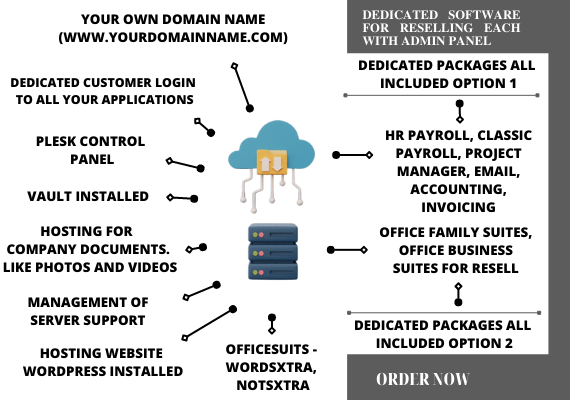 YOUR OWN DOMAIN NAME
(WWW.YOURDOMAINNAME.COM)
DEDICATED CUSTOMER LOGIN
TO ALL YOUR APPLICATIONS
PLESK CONTROL
PANEL
VAULT INSTALLED
HOSTING FOR
COMPANY DOCUMENTS.
LIKE PHOTOS AND VIDEOS
MANAGEMENT OF
SERVER SUPPORT
HOSTING WEBSITE
WORDPRESS INSTALLED
OFFICESUITS -
WORDSXTRA,
NOTSXTRA
DEDICATED SOFTWARE
FOR RESELLING EACH
WITH ADMIN PANEL
DEDICATED PACKAGES ALL
INCLUDED OPTION 1
HR PAYROLL, CLASSIC
PAYROLL, PROJECT
MANAGER, EMAIL,
ACCOUNTING,
INVOICING
OFFICE FAMILY SUITES,
OFFICE BUSINESS
SUITES FOR RESELL
DEDICATED PACKAGES ALL
INCLUDED OPTION 2
ORDER NOW